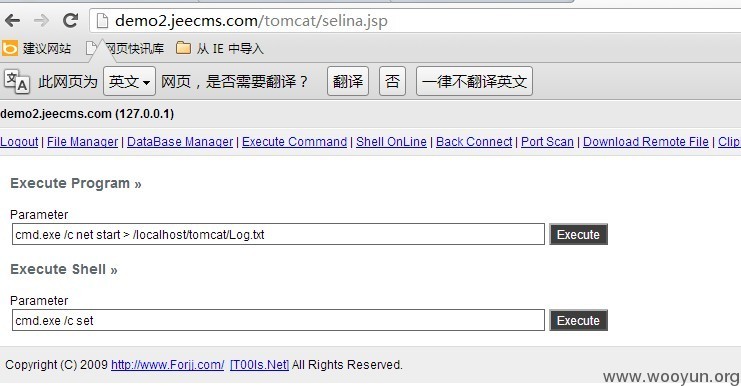 demo2.jeecms.com/tomcat/selina.jsp
建议网站 网页快讯库 从 IE 中导入
此网页为 英文 网页，是否需要翻译？ 翻译 否 一律不翻译英文
demo2.jeecms.com (127.0.0.1)
Logout | File Manager | DataBase Manager | Execute Command | Shell OnLine | Back Connect | Port Scan | Download Remote File | Clip
Execute Program »
Parameter
cmd.exe /c net start > /localhost/tomcat/Log.txt Execute
Execute Shell »
Parameter
cmd.exe /c set Execute
Copyright (C) 2009 http://www.Forjj.com/ [T00ls.Net] All Rights Reserved.
www.wooyun.org